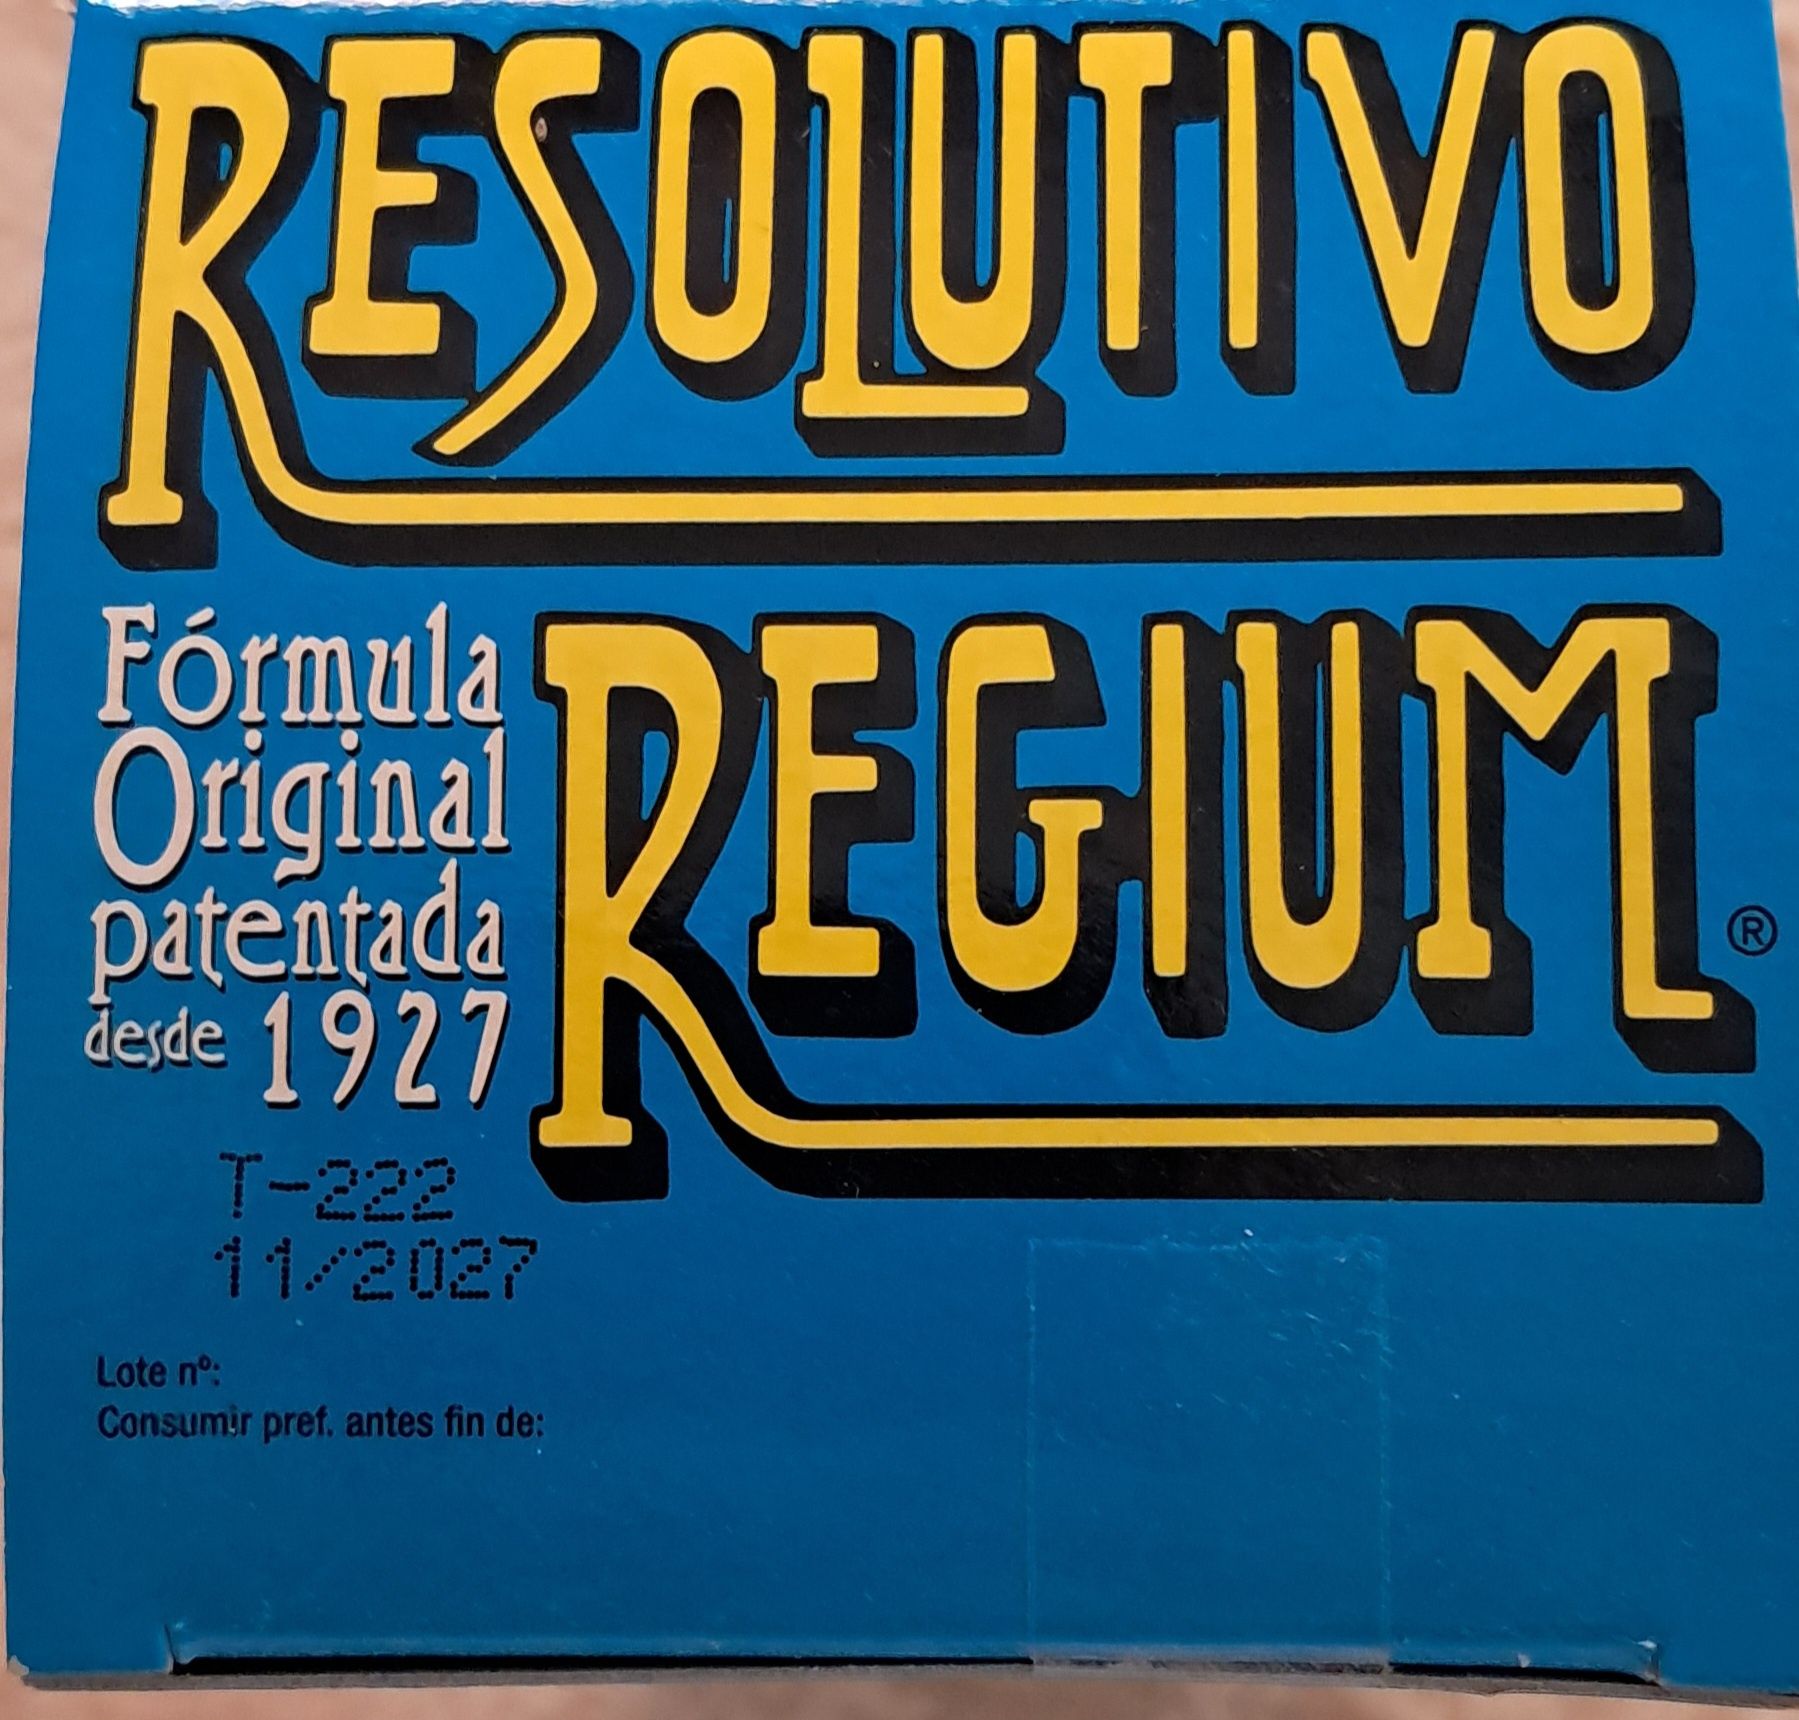 RESOLUTIVO
Fórmula
Original
patentada
desde 1927
REGIUM®
T-222
11/2027
Lote nº:
Consumir pref. antes fin de: